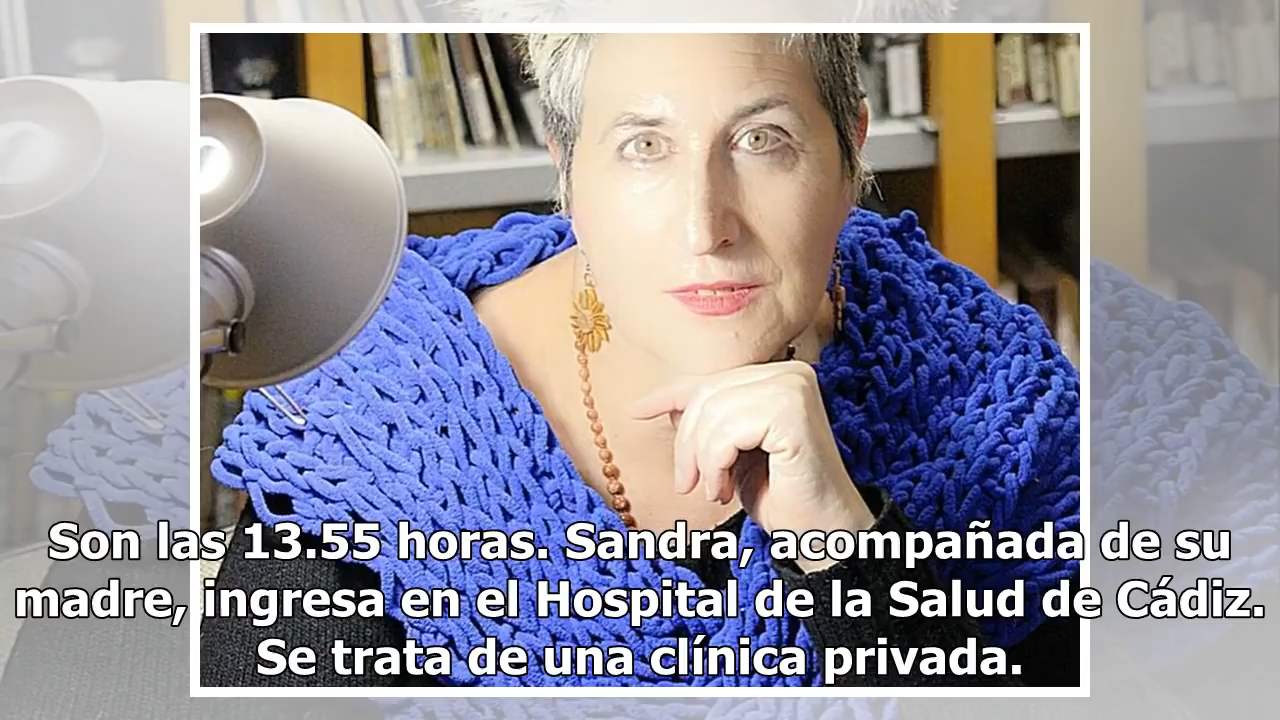 Son las 13.55 horas. Sandra, acompañada de su
madre, ingresa en el Hospital de la Salud de Cádiz.
Se trata de una clínica privada.